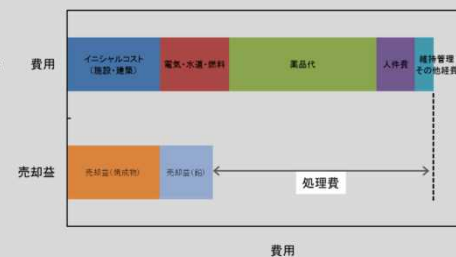 費用
イニシャルコスト
(施設・建築)
電気・水道・燃料
薬品代
人件費
維持管理
その他経費
売却益
売却益(焼成物)
売却益(鉛)
処理費
費用